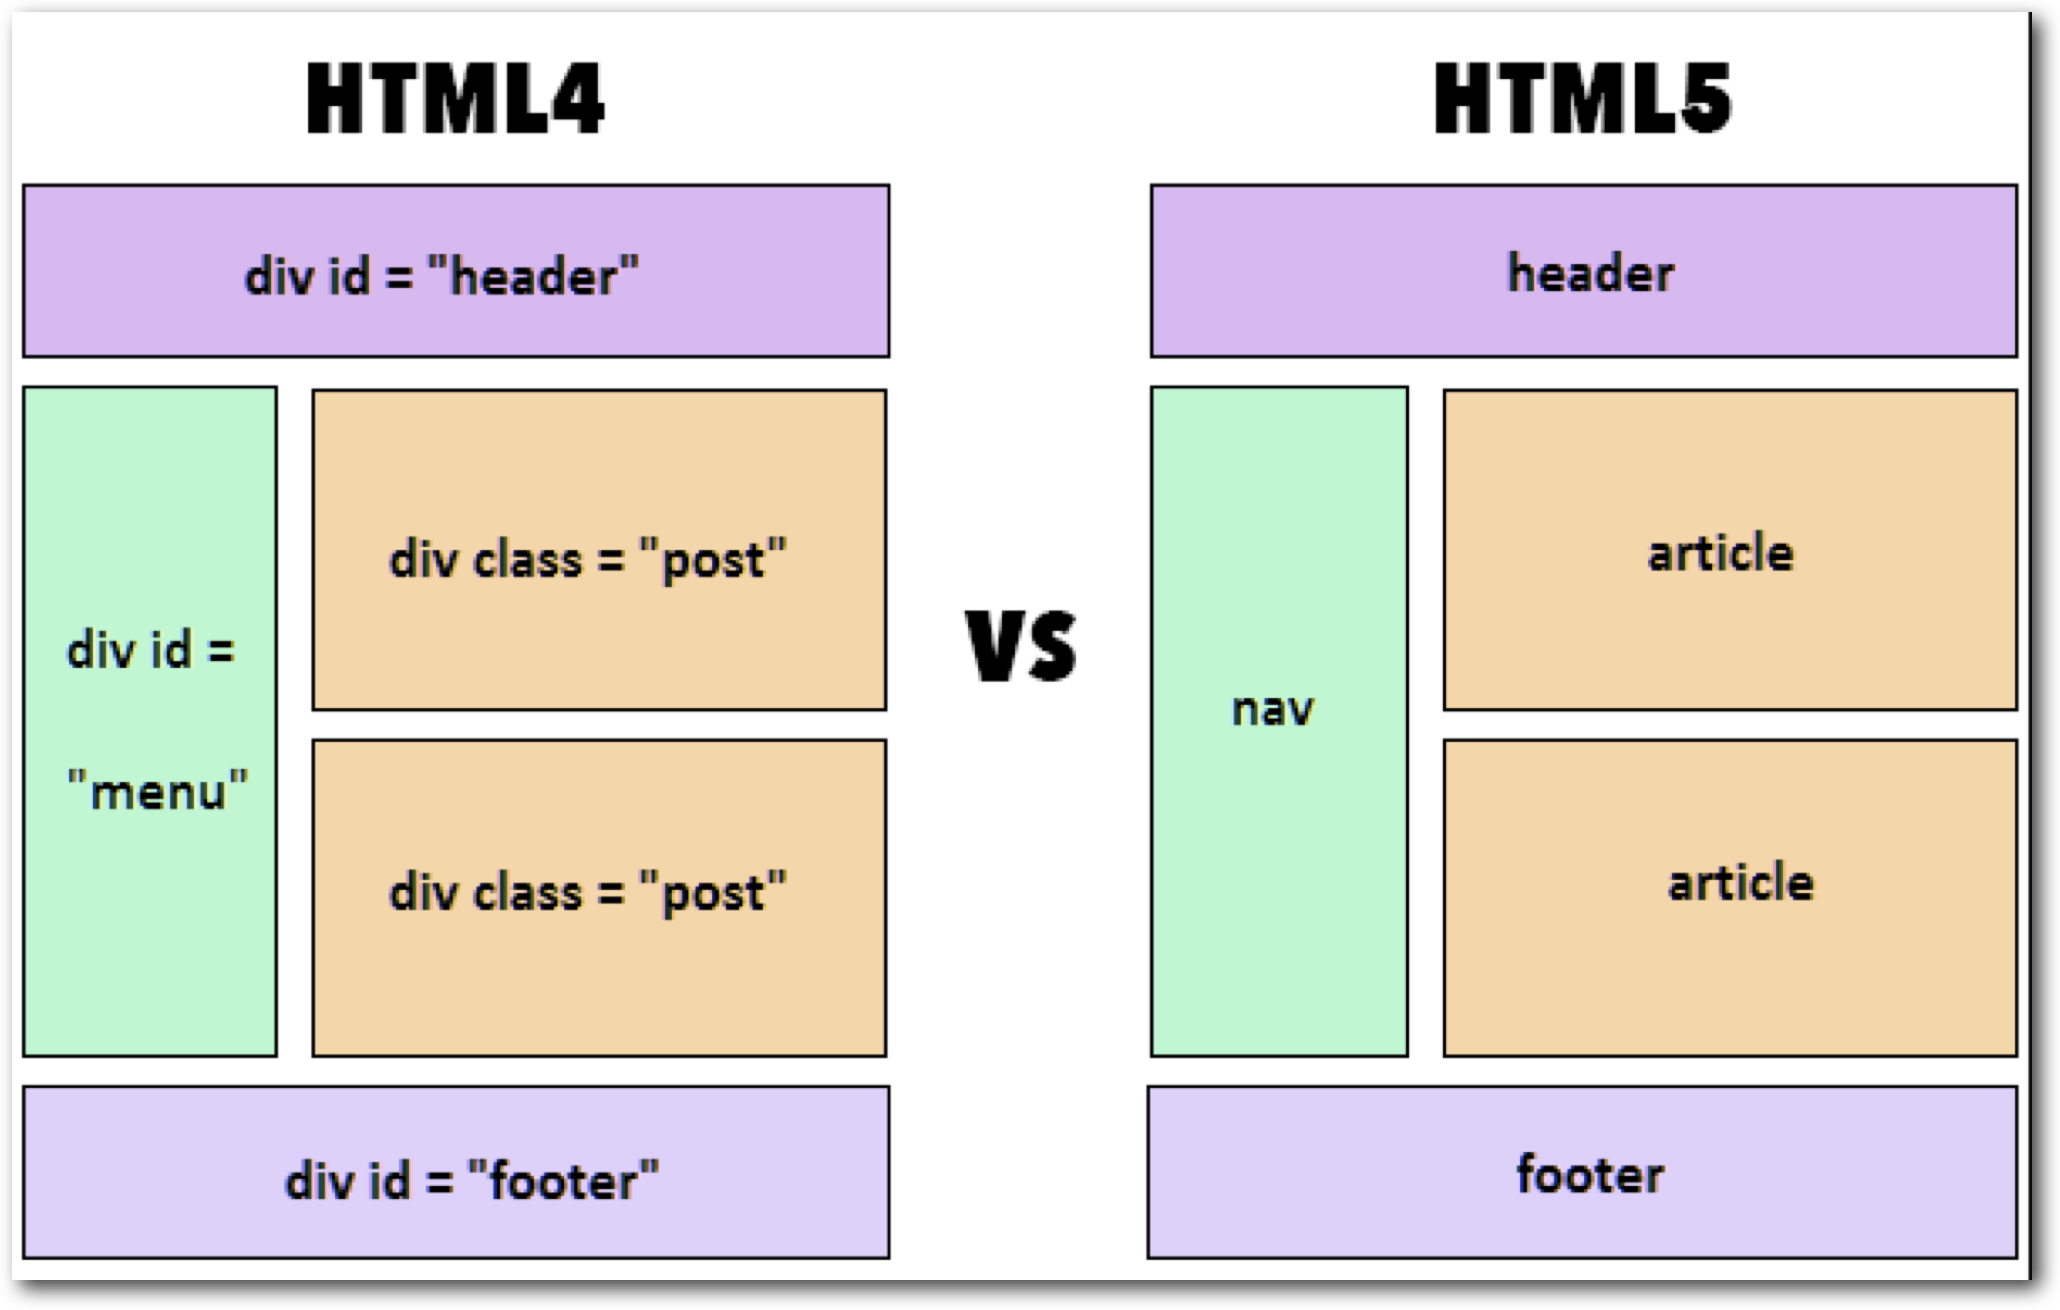 HTML4
div id = "header"
div id =
"menu"
div class = "post"
div class = "post"
div id = "footer"
VS
HTML5
header
nav
article
article
footer